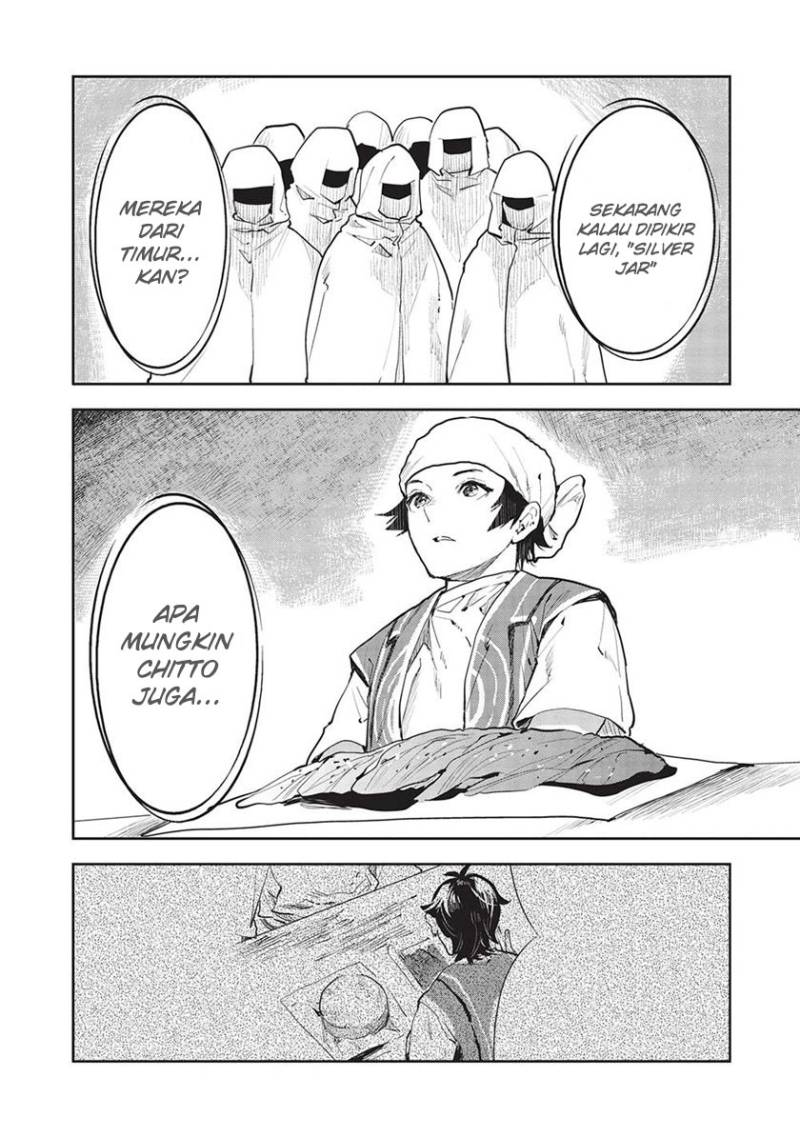 SEKARANG
KALAU DIPIKIR
LAGI, "SILVER
JAR"
MEREKA
DARI
TIMUR...
KAN?
APA
MUNGKIN
CHITTO
JUGA...